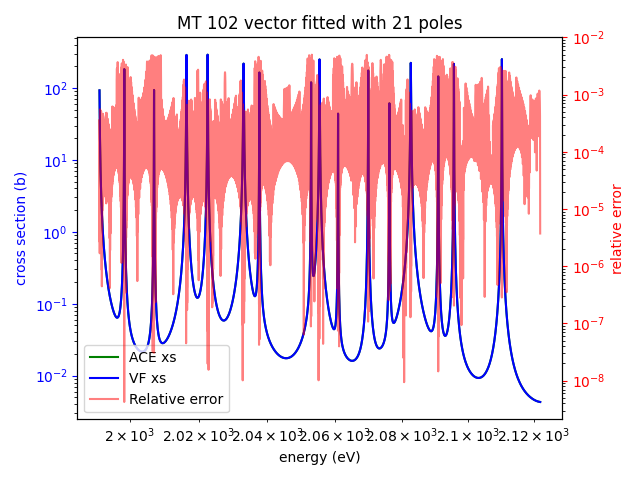 MT 102 vector fitted with 21 poles
10²
10¹
10⁰
10⁻¹
10⁻²
cross section (b)
10⁻²
10⁻³
10⁻⁴
10⁻⁵
10⁻⁶
10⁻⁷
10⁻⁸
relative error
ACE xs
VF xs
Relative error
2 × 10³ 2.02 × 10³ 2.04 × 10³ 2.06 × 10³ 2.08 × 10³ 2.1 × 10³ 2.12 × 10³
energy (eV)